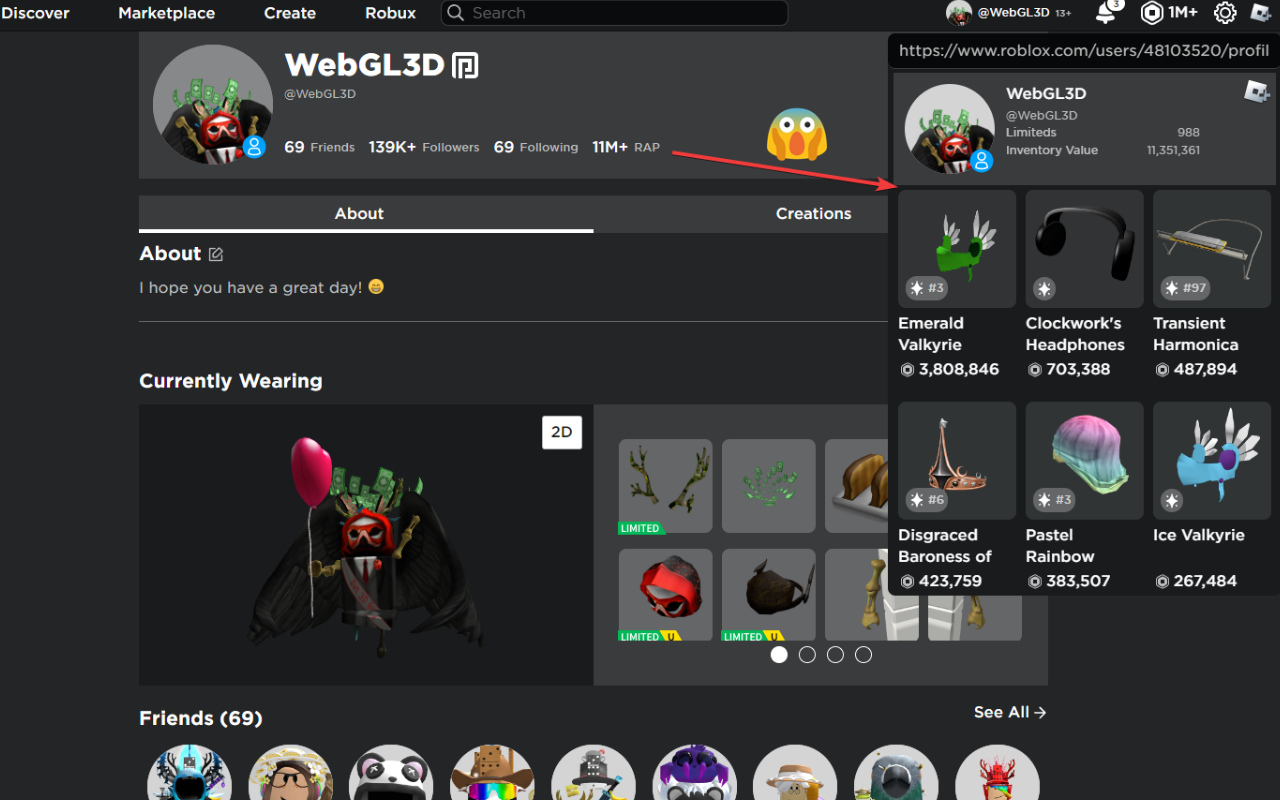 Discover Marketplace Create Robux Search @WebGL3D 13+ 3 1M+
WebGL3D
@WebGL3D
69 Friends 139K+ Followers 69 Following 11M+ RAP
About Creations
About
I hope you have a great day! 😄
Currently Wearing
2D
LIMITED
LIMITED U LIMITED U
Friends (69) See All →
https://www.roblox.com/users/48103520/profil
WebGL3D
@WebGL3D
Limiteds 988
Inventory Value 11,351,361
#3 #97
Emerald Clockwork's Transient
Valkyrie Headphones Harmonica
3,808,846 703,388 487,894
#6 #3
Disgraced Pastel Ice Valkyrie
Baroness of Rainbow
423,759 383,507 267,484